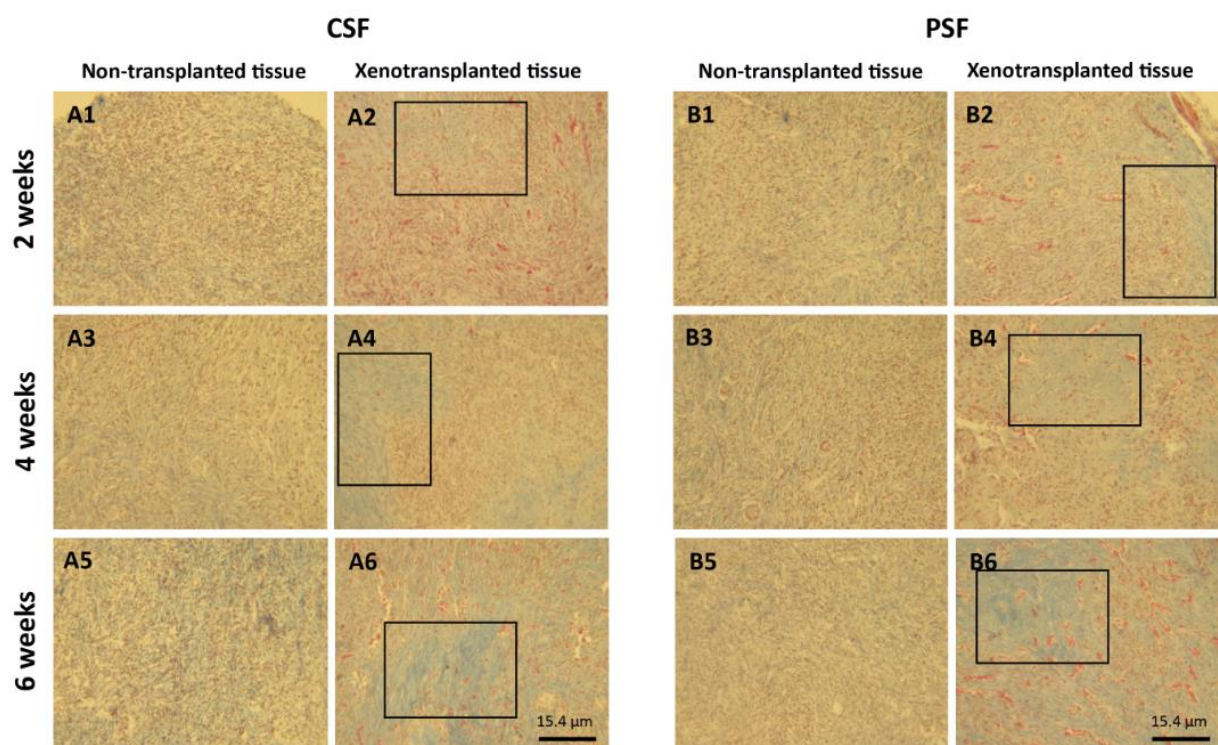 CSF PSF
Non-transplanted tissue Xenotransplanted tissue Non-transplanted tissue Xenotransplanted tissue
2 weeks A1 A2 B1 B2
4 weeks A3 A4 B3 B4
6 weeks A5 A6 B5 B6
15.4 µm 15.4 µm